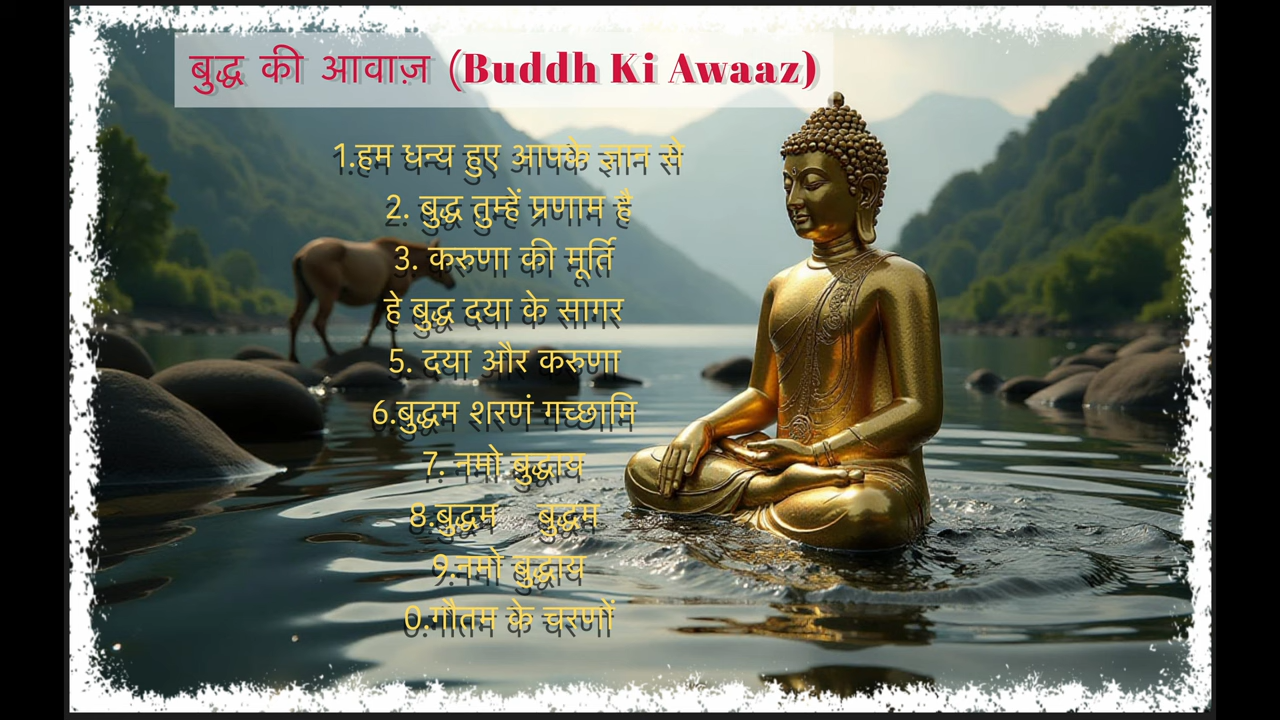 बुद्ध की आवाज़ (Buddh Ki Awaaz)
1.हम धन्य हुए आपके ज्ञान से
2. बुद्ध तुम्हें प्रणाम है
3. करुणा की मूर्ति
हे बुद्ध दया के सागर
5. दया और करुणा
6.बुद्धम शरणं गच्छामि
7. नमो बुद्धाय
8.बुद्धम बुद्धम
9.नमो बुद्धाय
0.गौतम के चरणों